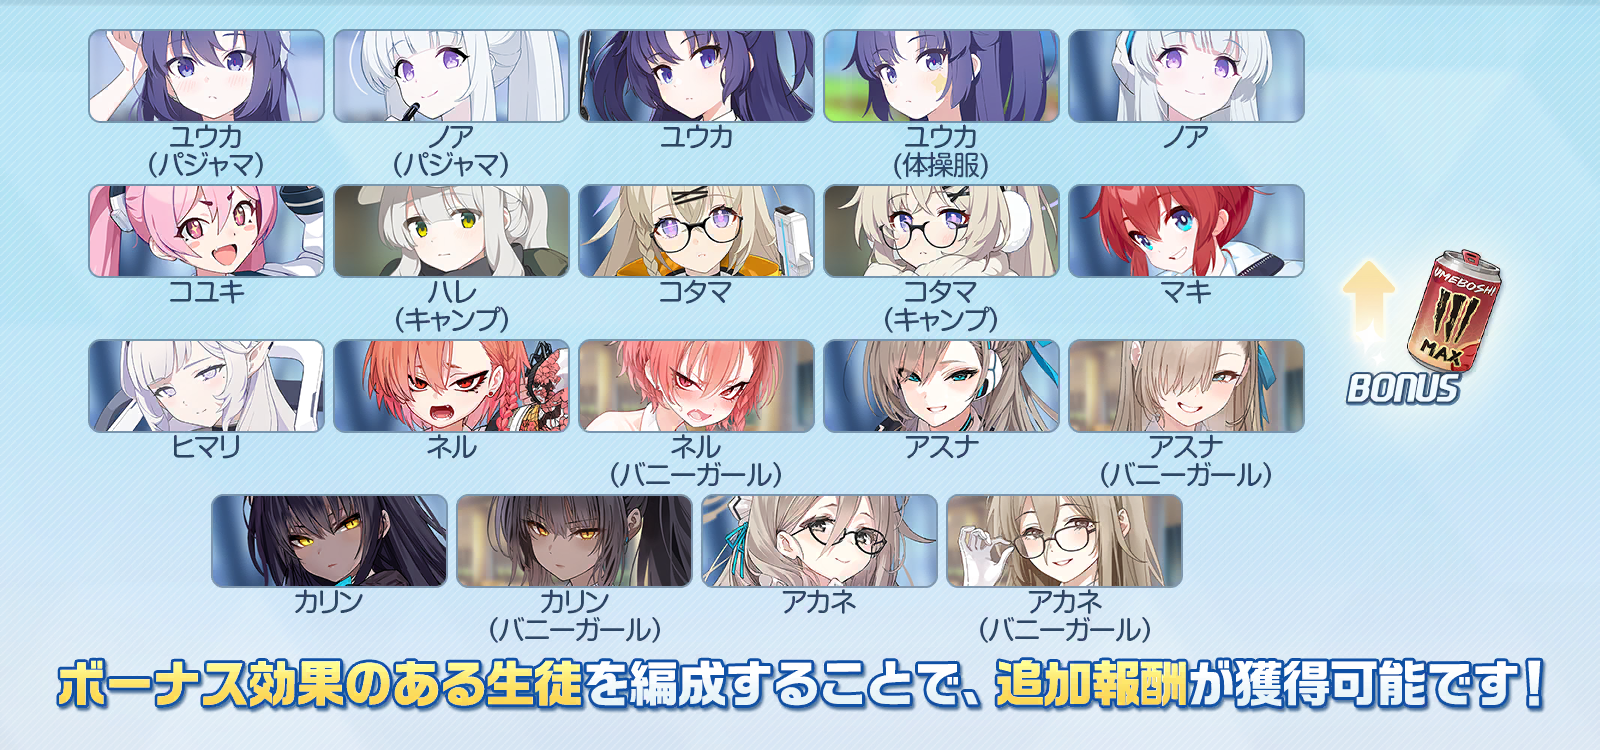 ユウカ
(パジャマ)
ノア
(パジャマ)
ユウカ
ユウカ
(体操服)
ノア
コユキ
ハレ
(キャンプ)
コタマ
コタマ
(キャンプ)
マキ
ヒマリ
ネル
ネル
(バニーガール)
アスナ
アスナ
(バニーガール)
カリン
カリン
(バニーガール)
アカネ
アカネ
(バニーガール)
UMEBOSHI
MAX
BONUS
ボーナス効果のある生徒を編成することで、追加報酬が獲得可能です!